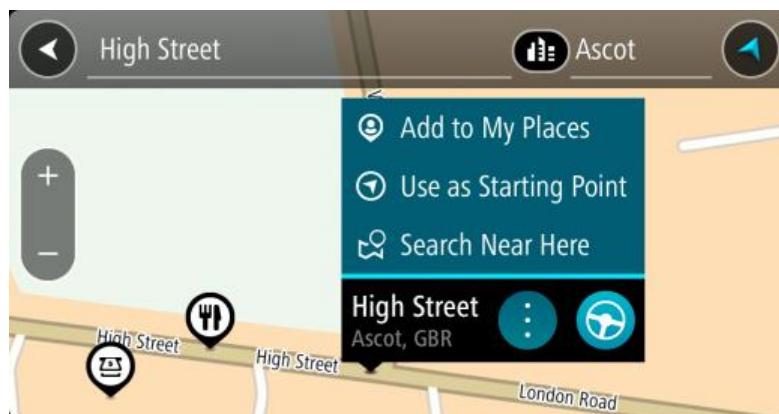 High Street
Ascot
Add to My Places
Use as Starting Point
Search Near Here
High Street
Ascot, GBR
High Street
High Street
London Road